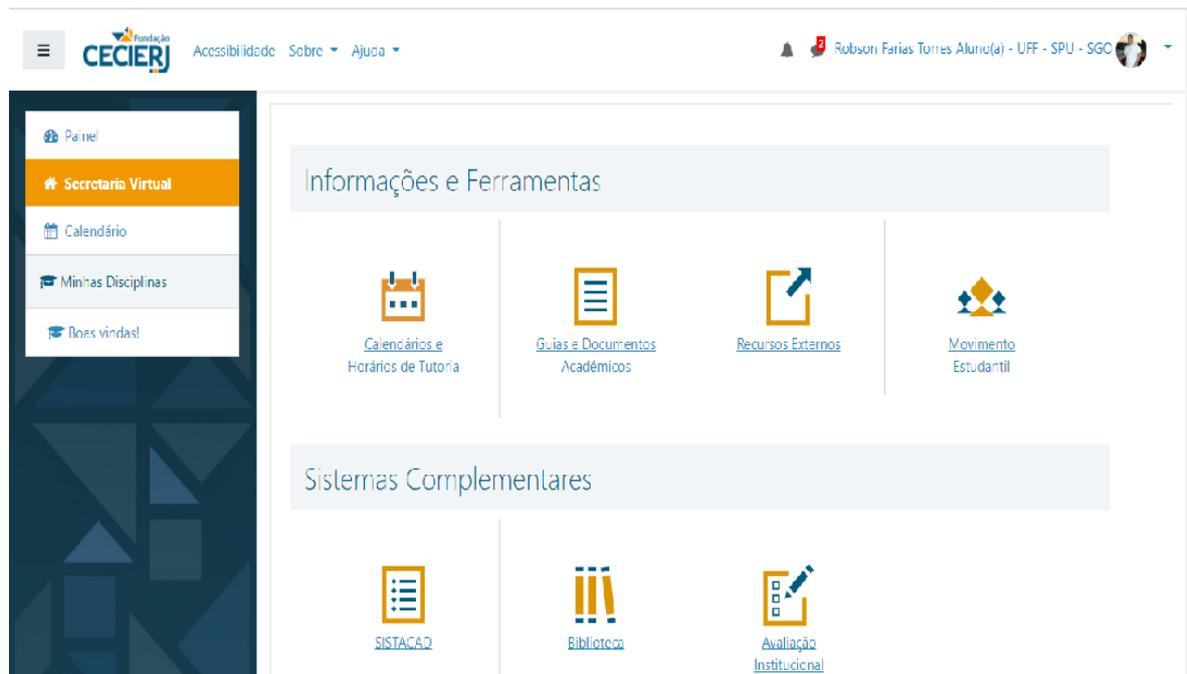 Fundação
CECIERJ
Acessibilidade Sobre Ajuda
2
Robson Farias Torres Aluno(a) - UFF - SPU - SGO
Painel
Secretaria Virtual
Calendário
Minhas Disciplinas
Boas vindas!
Informações e Ferramentas
Calendários e
Horários de Tutoria
Guias e Documentos
Acadêmicos
Recursos Externos
Movimento
Estudantil
Sistemas Complementares
SISTACAD
Biblioteca
Avaliação
Institucional